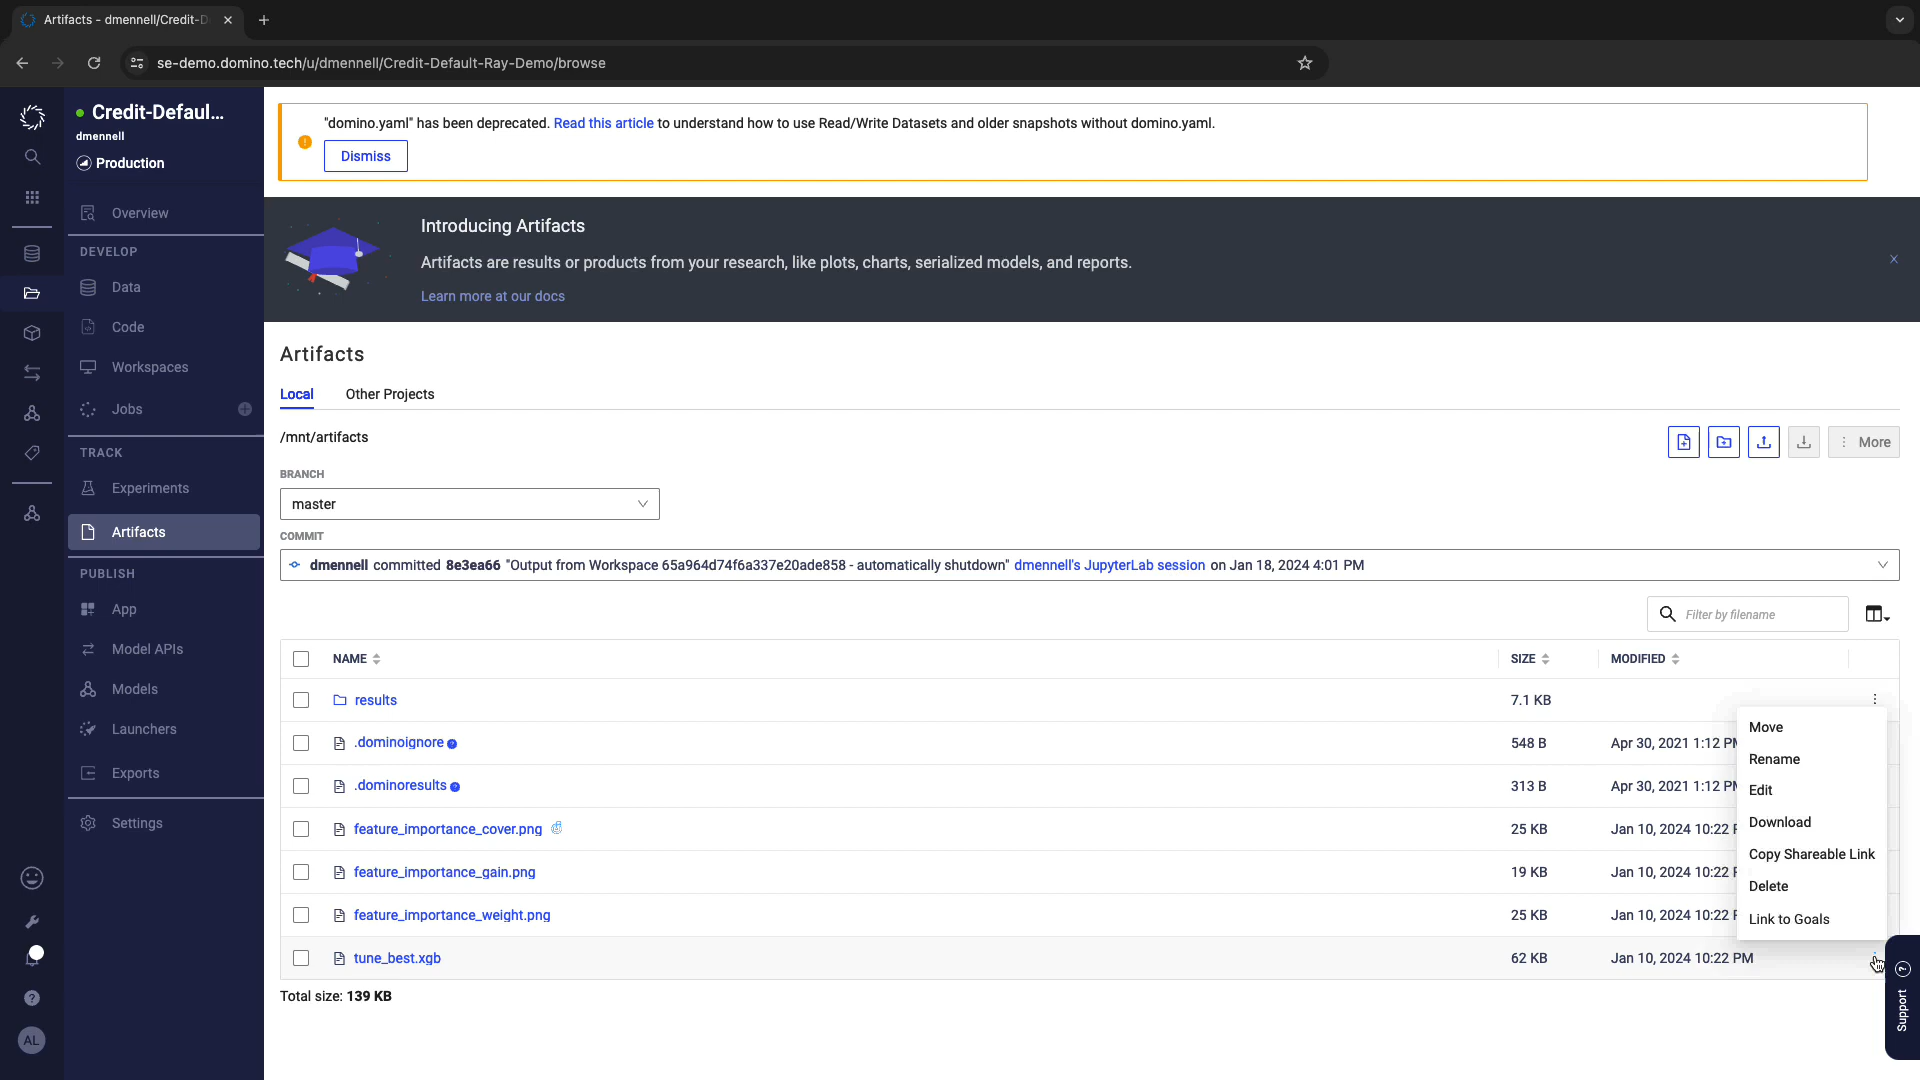 Artifacts - dmennell/Credit-D
se-demo.domino.tech/u/dmennell/Credit-Default-Ray-Demo/browse
Credit-Defaul...
dmennell
Production
Overview
DEVELOP
Data
Code
Workspaces
Jobs
TRACK
Experiments
Artifacts
PUBLISH
App
Model APIs
Models
Launchers
Exports
Settings
AL
"domino.yaml" has been deprecated. Read this article to understand how to use Read/Write Datasets and older snapshots without domino.yaml.
Dismiss
Introducing Artifacts
Artifacts are results or products from your research, like plots, charts, serialized models, and reports.
Learn more at our docs
Artifacts
Local Other Projects
/mnt/artifacts
More
BRANCH
master
COMMIT
dmennell committed 8e3ea66 "Output from Workspace 65a964d74f6a337e20ade858 - automatically shutdown" dmennell's JupyterLab session on Jan 18, 2024 4:01 PM
Filter by filename
NAME SIZE MODIFIED
results 7.1 KB
.dominoignore 548 B Apr 30, 2021 1:12 PM
.dominoresults 313 B Apr 30, 2021 1:12 PM
feature_importance_cover.png 25 KB Jan 10, 2024 10:22
feature_importance_gain.png 19 KB Jan 10, 2024 10:22
feature_importance_weight.png 25 KB Jan 10, 2024 10:22
tune_best.xgb 62 KB Jan 10, 2024 10:22 PM
Total size: 139 KB
Move
Rename
Edit
Download
Copy Shareable Link
Delete
Link to Goals
Support